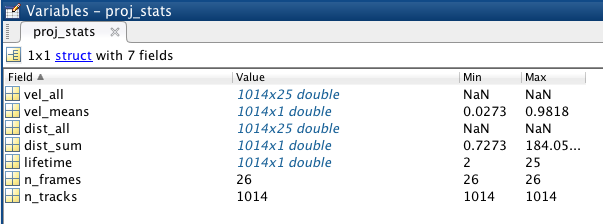 Variables - proj_stats
proj_stats
1x1 struct with 7 fields
Field Value Min Max
vel_all 1014x25 double NaN NaN
vel_means 1014x1 double 0.0273 0.9818
dist_all 1014x25 double NaN NaN
dist_sum 1014x1 double 0.7273 184.05...
lifetime 1014x1 double 2 25
n_frames 26 26 26
n_tracks 1014 1014 1014